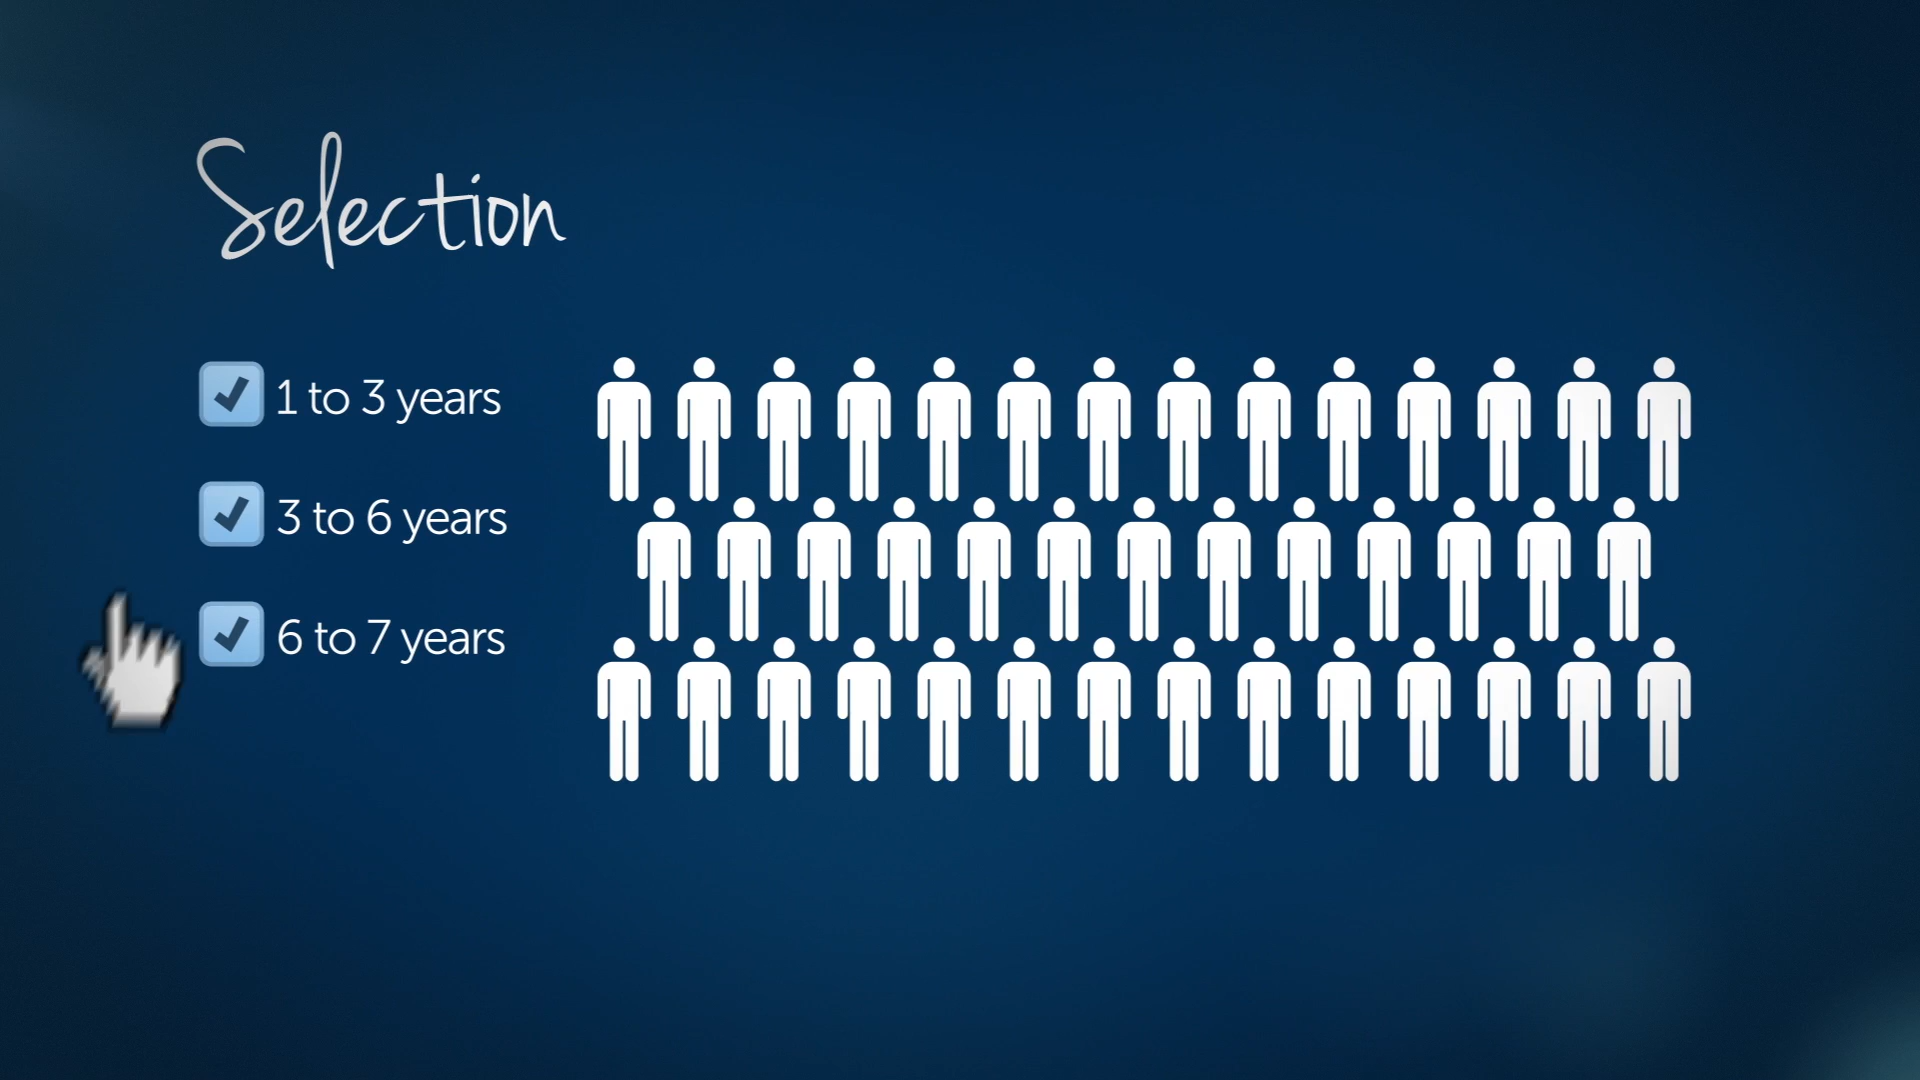 Selection
1 to 3 years
3 to 6 years
6 to 7 years